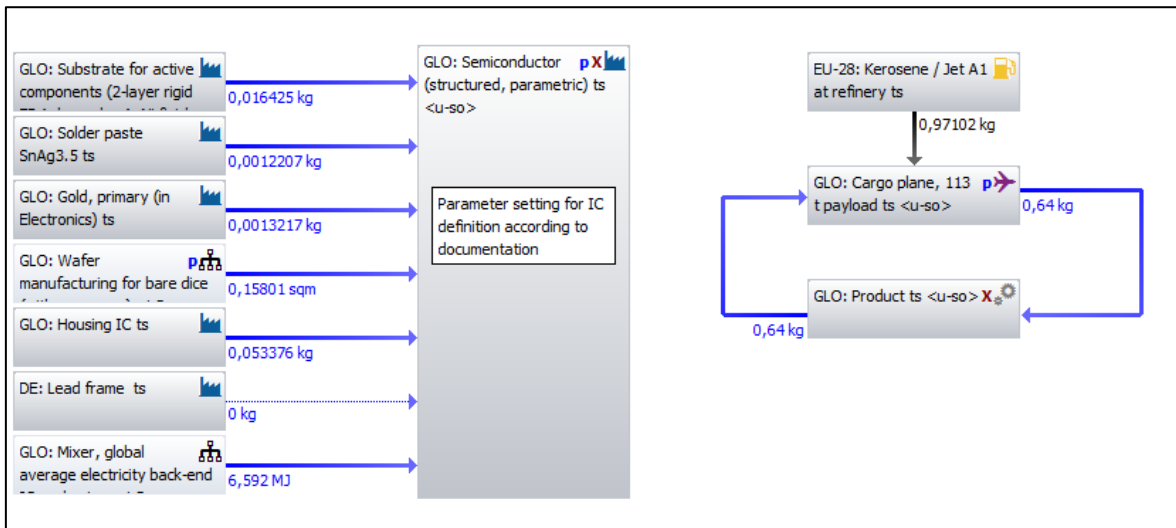 GLO: Substrate for active
components (2-layer rigid
0,016425 kg
GLO: Solder paste
SnAg3.5 ts
0,0012207 kg
GLO: Gold, primary (in
Electronics) ts
0,0013217 kg
GLO: Wafer
p
manufacturing for bare dice
0,15801 sqm
GLO: Housing IC ts
0,053376 kg
DE: Lead frame ts
0 kg
GLO: Mixer, global
average electricity back-end
6,592 MJ
GLO: Semiconductor
p X
(structured, parametric) ts
<u-so>
Parameter setting for IC
definition according to
documentation
EU-28: Kerosene / Jet A1
at refinery ts
0,97102 kg
GLO: Cargo plane, 113
p
t payload ts <u-so>
0,64 kg
GLO: Product ts <u-so> X
0,64 kg